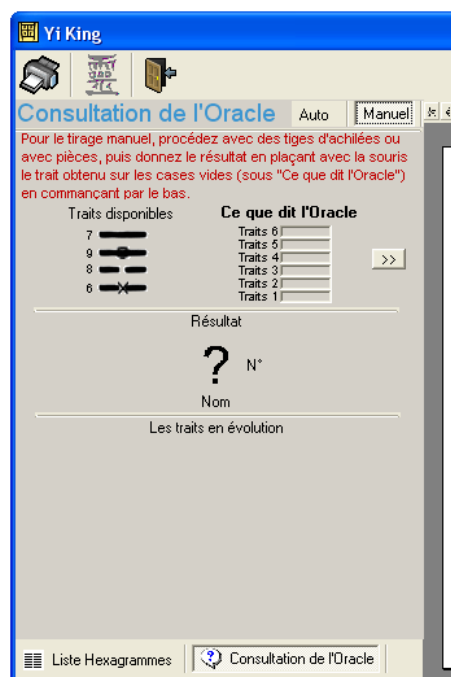 Yi King
Consultation de l'Oracle Auto Manuel
Pour le tirage manuel, procédez avec des tiges d'achilées ou
avec pièces, puis donnez le résultat en plaçant avec la souris
le trait obtenu sur les cases vides (sous "Ce que dit l'Oracle")
en commançant par le bas.
Traits disponibles
7
9
8
6
Ce que dit l'Oracle
Traits 6
Traits 5
Traits 4
Traits 3
Traits 2
Traits 1
>>
Résultat
? N°
Nom
Les traits en évolution
Liste Hexagrammes Consultation de l'Oracle